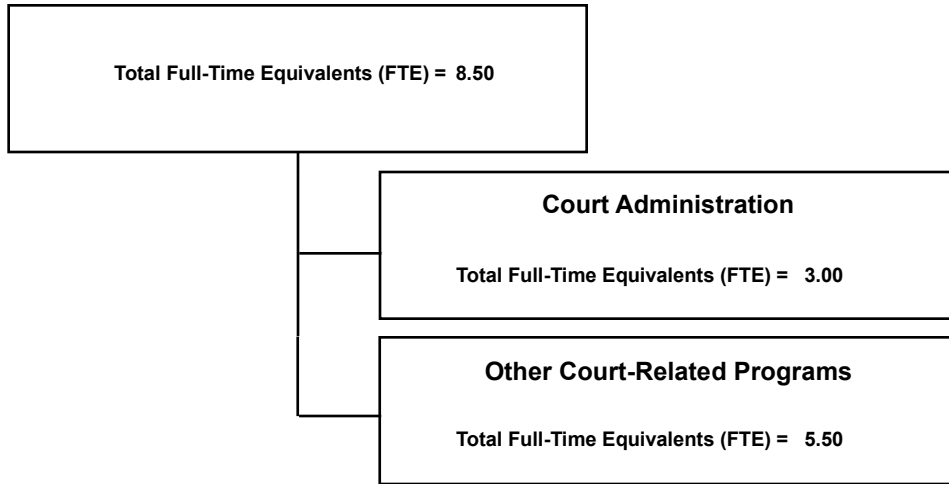 Total Full-Time Equivalents (FTE) = 8.50
Court Administration
Total Full-Time Equivalents (FTE) = 3.00
Other Court-Related Programs
Total Full-Time Equivalents (FTE) = 5.50